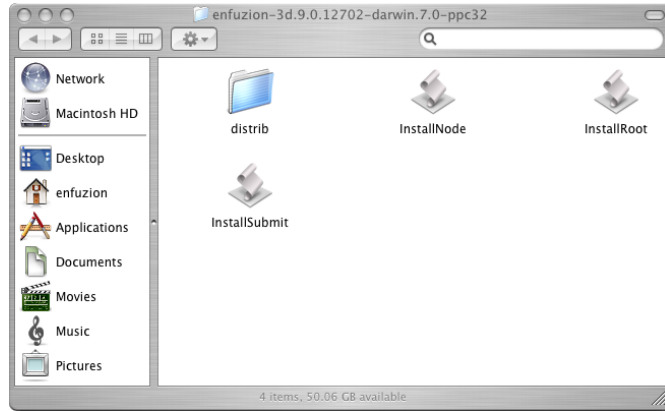 enfuzion-3d.9.0.12702-darwin.7.0-ppc32
Network
Macintosh HD
Desktop
enfuzion
Applications
Documents
Movies
Music
Pictures
distrib
InstallNode
InstallRoot
InstallSubmit
4 items, 50.06 GB available